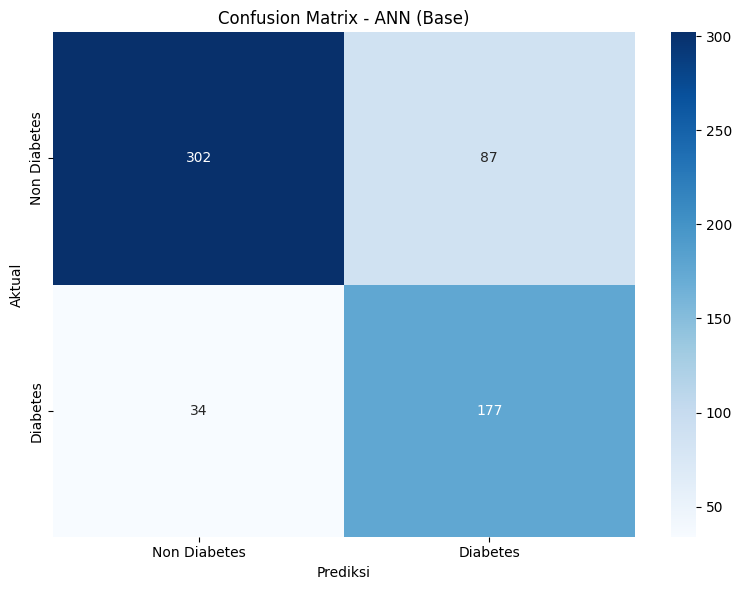 Confusion Matrix - ANN (Base)
Non Diabetes
302
87
Aktual
Diabetes
34
177
Non Diabetes
Diabetes
Prediksi
300
250
200
150
100
50